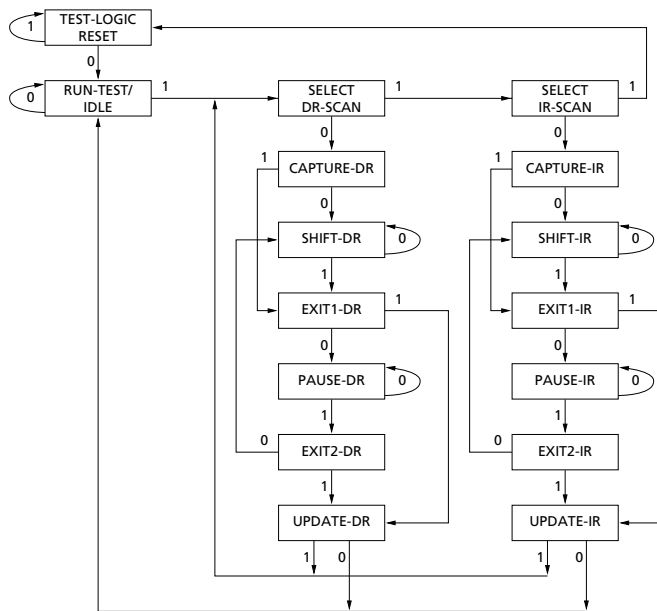 TEST-LOGIC
RESET
1
0
RUN-TEST/
IDLE
0
1
SELECT
DR-SCAN
1
SELECT
IR-SCAN
1
0
0
1
CAPTURE-DR
1
CAPTURE-IR
0
0
SHIFT-DR
0
SHIFT-IR
0
1
1
EXIT1-DR
1
EXIT1-IR
1
0
0
PAUSE-DR
0
PAUSE-IR
0
1
1
0
EXIT2-DR
0
EXIT2-IR
1
1
UPDATE-DR
UPDATE-IR
1
0
1
0